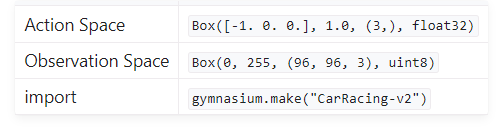 Action Space Box([-1. 0. 0.], 1.0, (3,), float32)
Observation Space Box(0, 255, (96, 96, 3), uint8)
import gymnasium.make("CarRacing-v2")